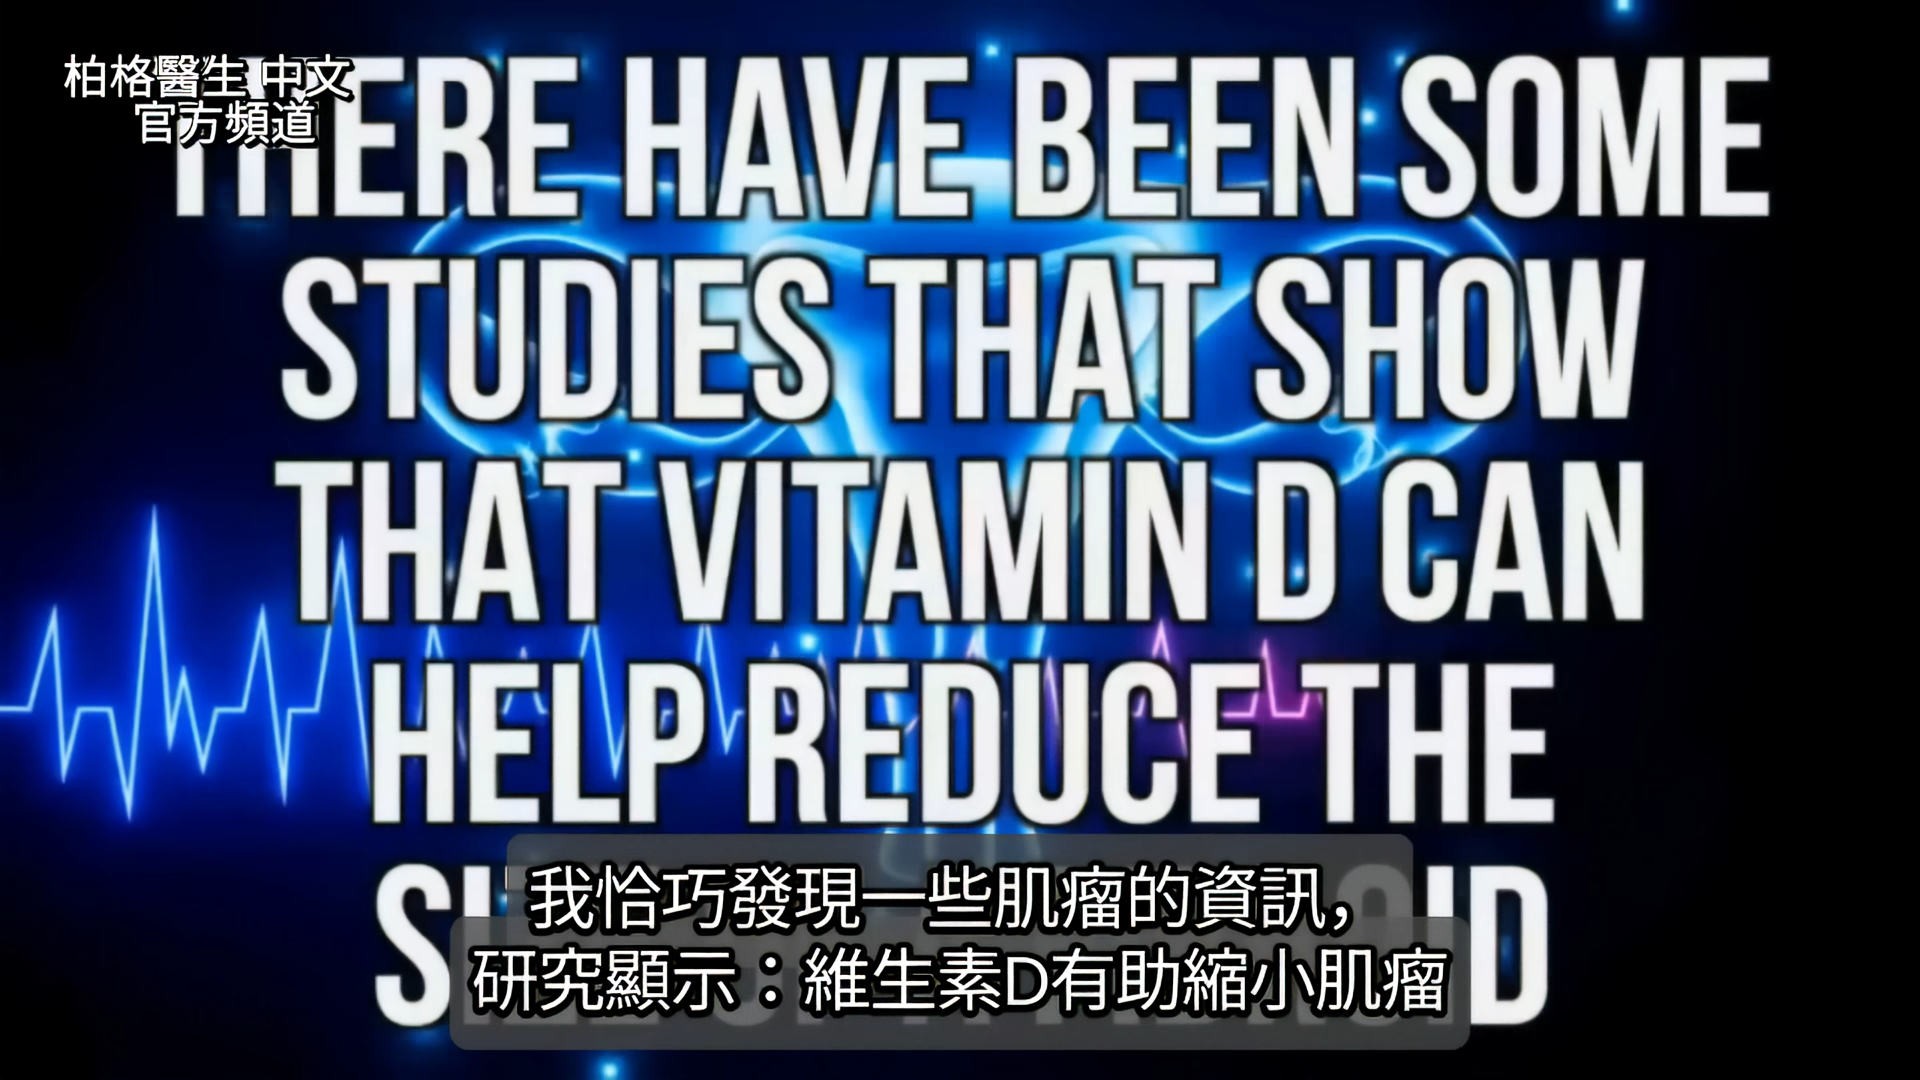 柏格醫生 中文
官方頻道
THERE HAVE BEEN SOME
STUDIES THAT SHOW
THAT VITAMIN D CAN
HELP REDUCE THE
我恰巧發現一些肌瘤的資訊，
研究顯示：維生素D有助縮小肌瘤